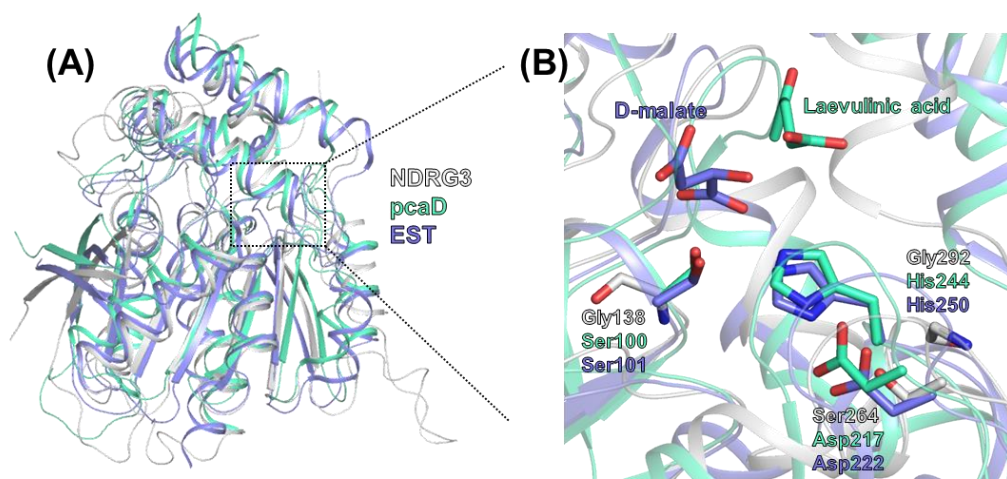 (A)
NDRG3
pcaD
EST
(B)
D-malate
Laevulinic acid
Gly138
Ser100
Ser101
Gly292
His244
His250
Ser264
Asp217
Asp222